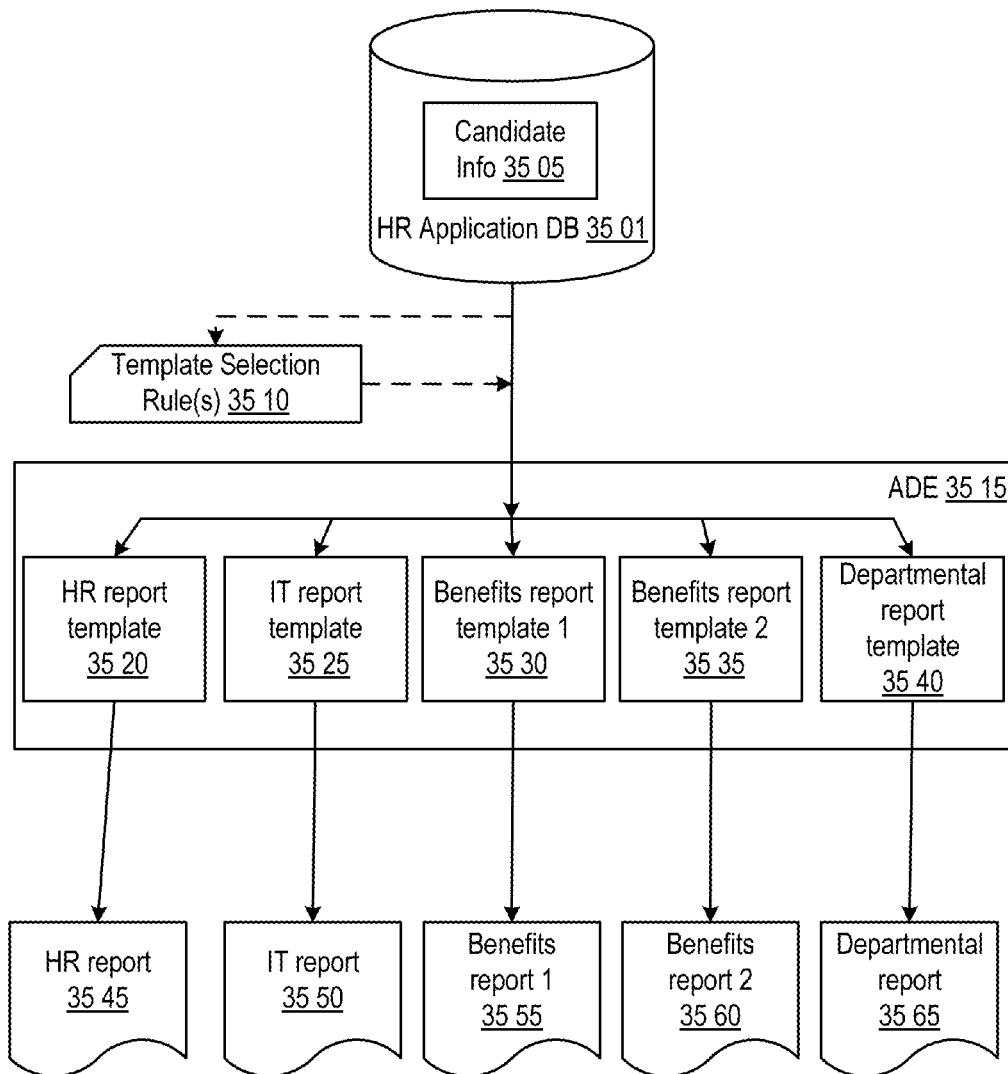 Candidate
Info 35 05
HR Application DB 35 01
Template Selection
Rule(s) 35 10
ADE 35 15
HR report
template
35 20
IT report
template
35 25
Benefits report
template 1
35 30
Benefits report
template 2
35 35
Departmental
report
template
35 40
HR report
35 45
IT report
35 50
Benefits
report 1
35 55
Benefits
report 2
35 60
Departmental
report
35 65